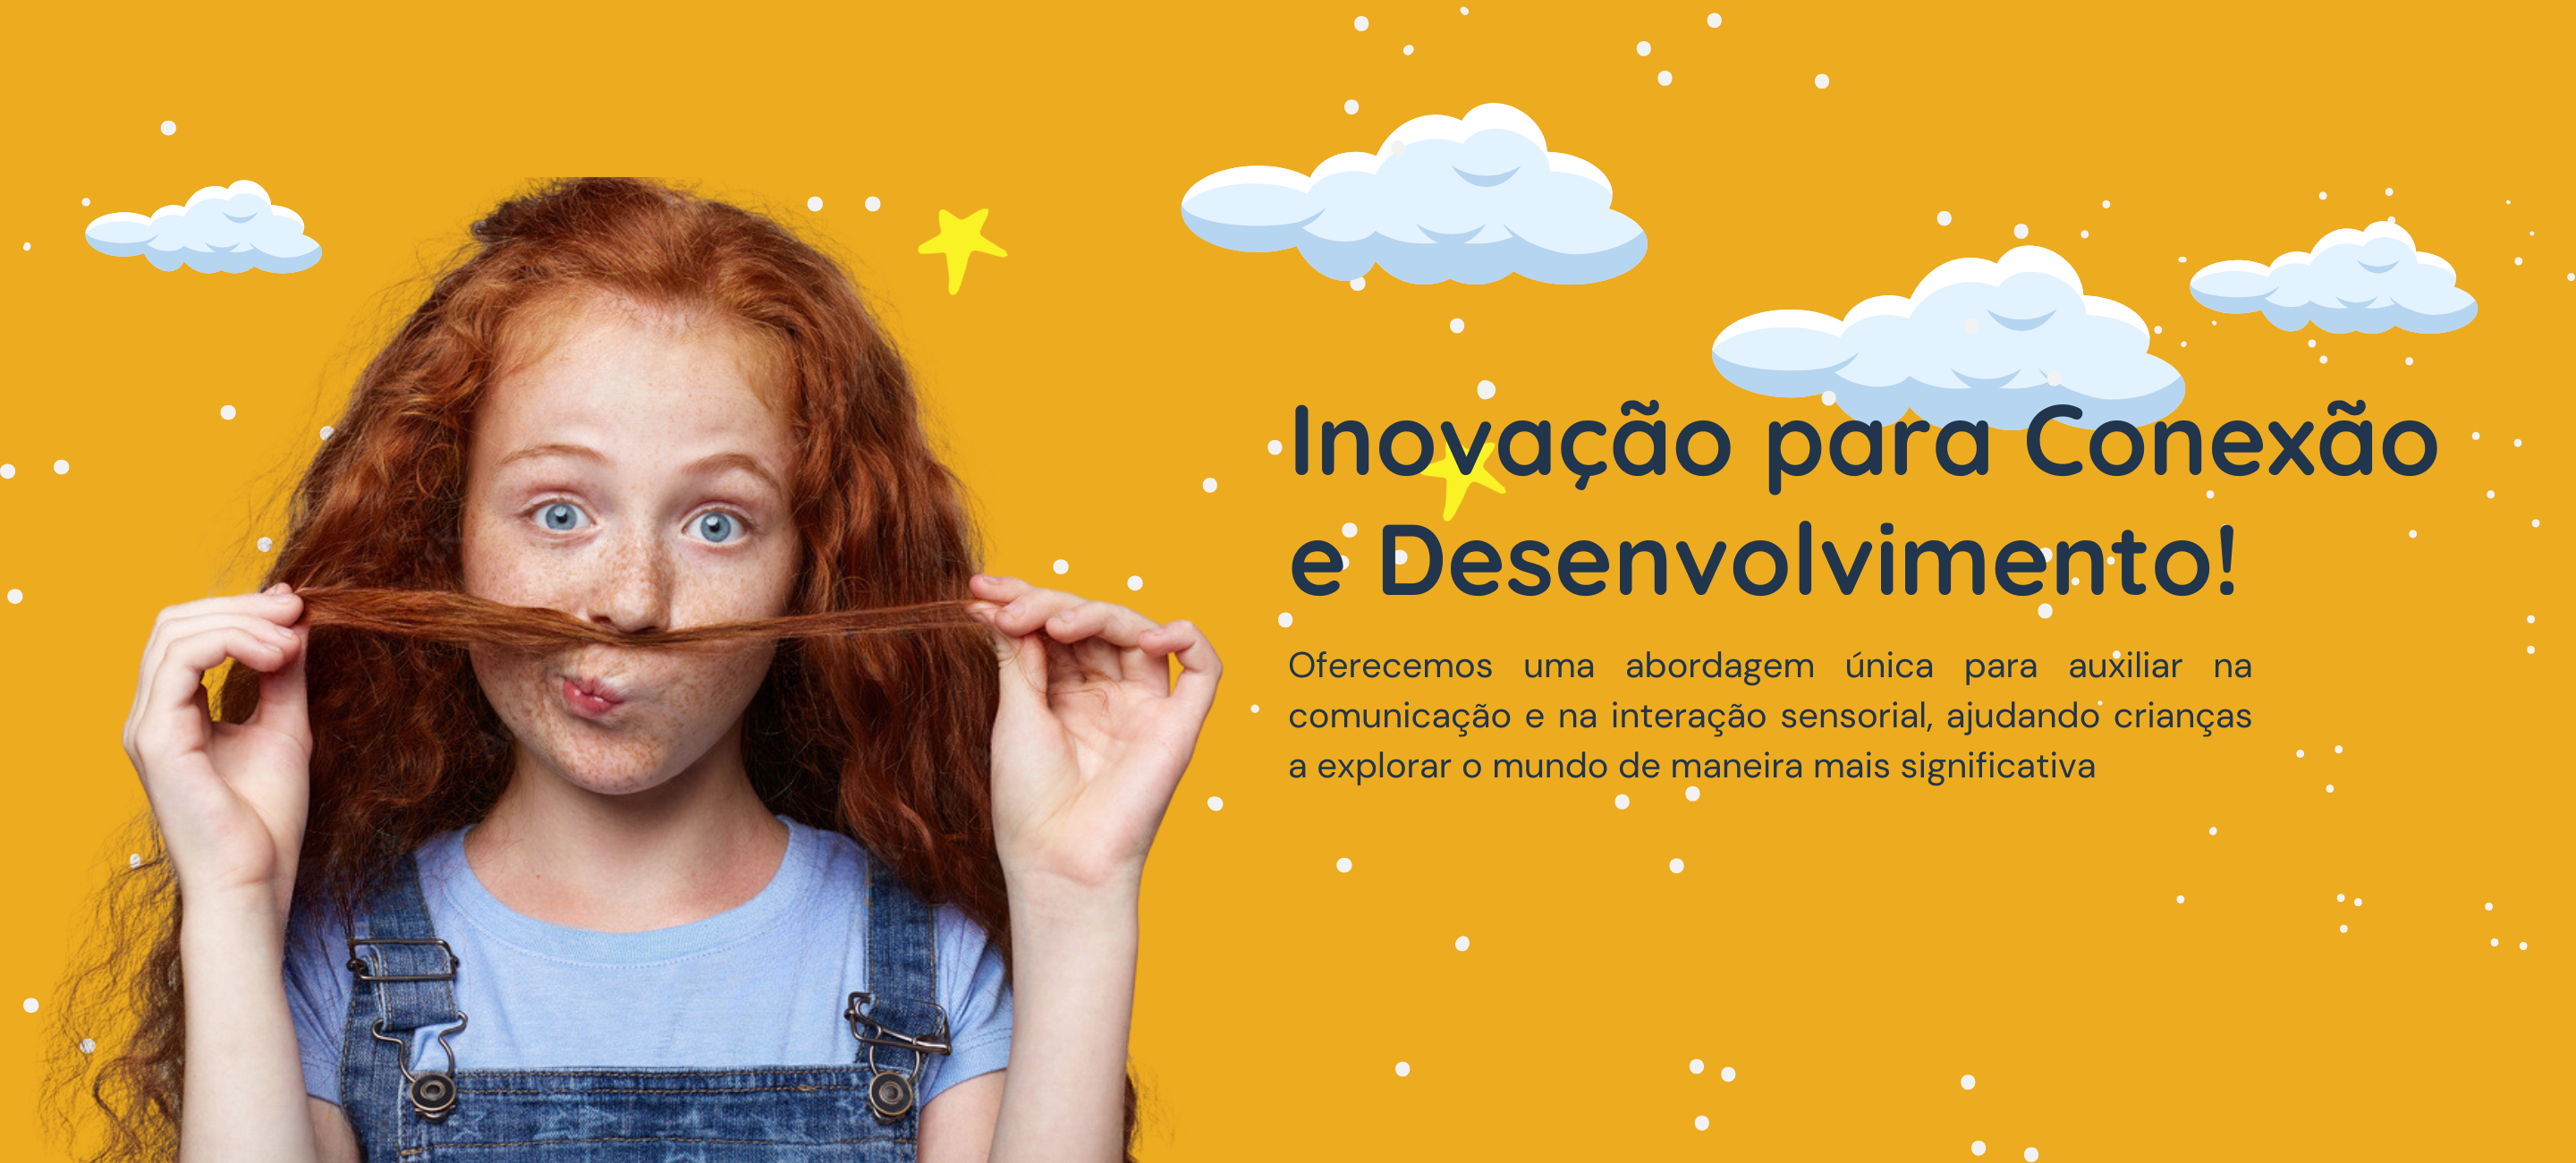 Inovação para Conexão
e Desenvolvimento!
Oferecemos uma abordagem única para auxiliar na
comunicação e na interação sensorial, ajudando crianças
a explorar o mundo de maneira mais significativa